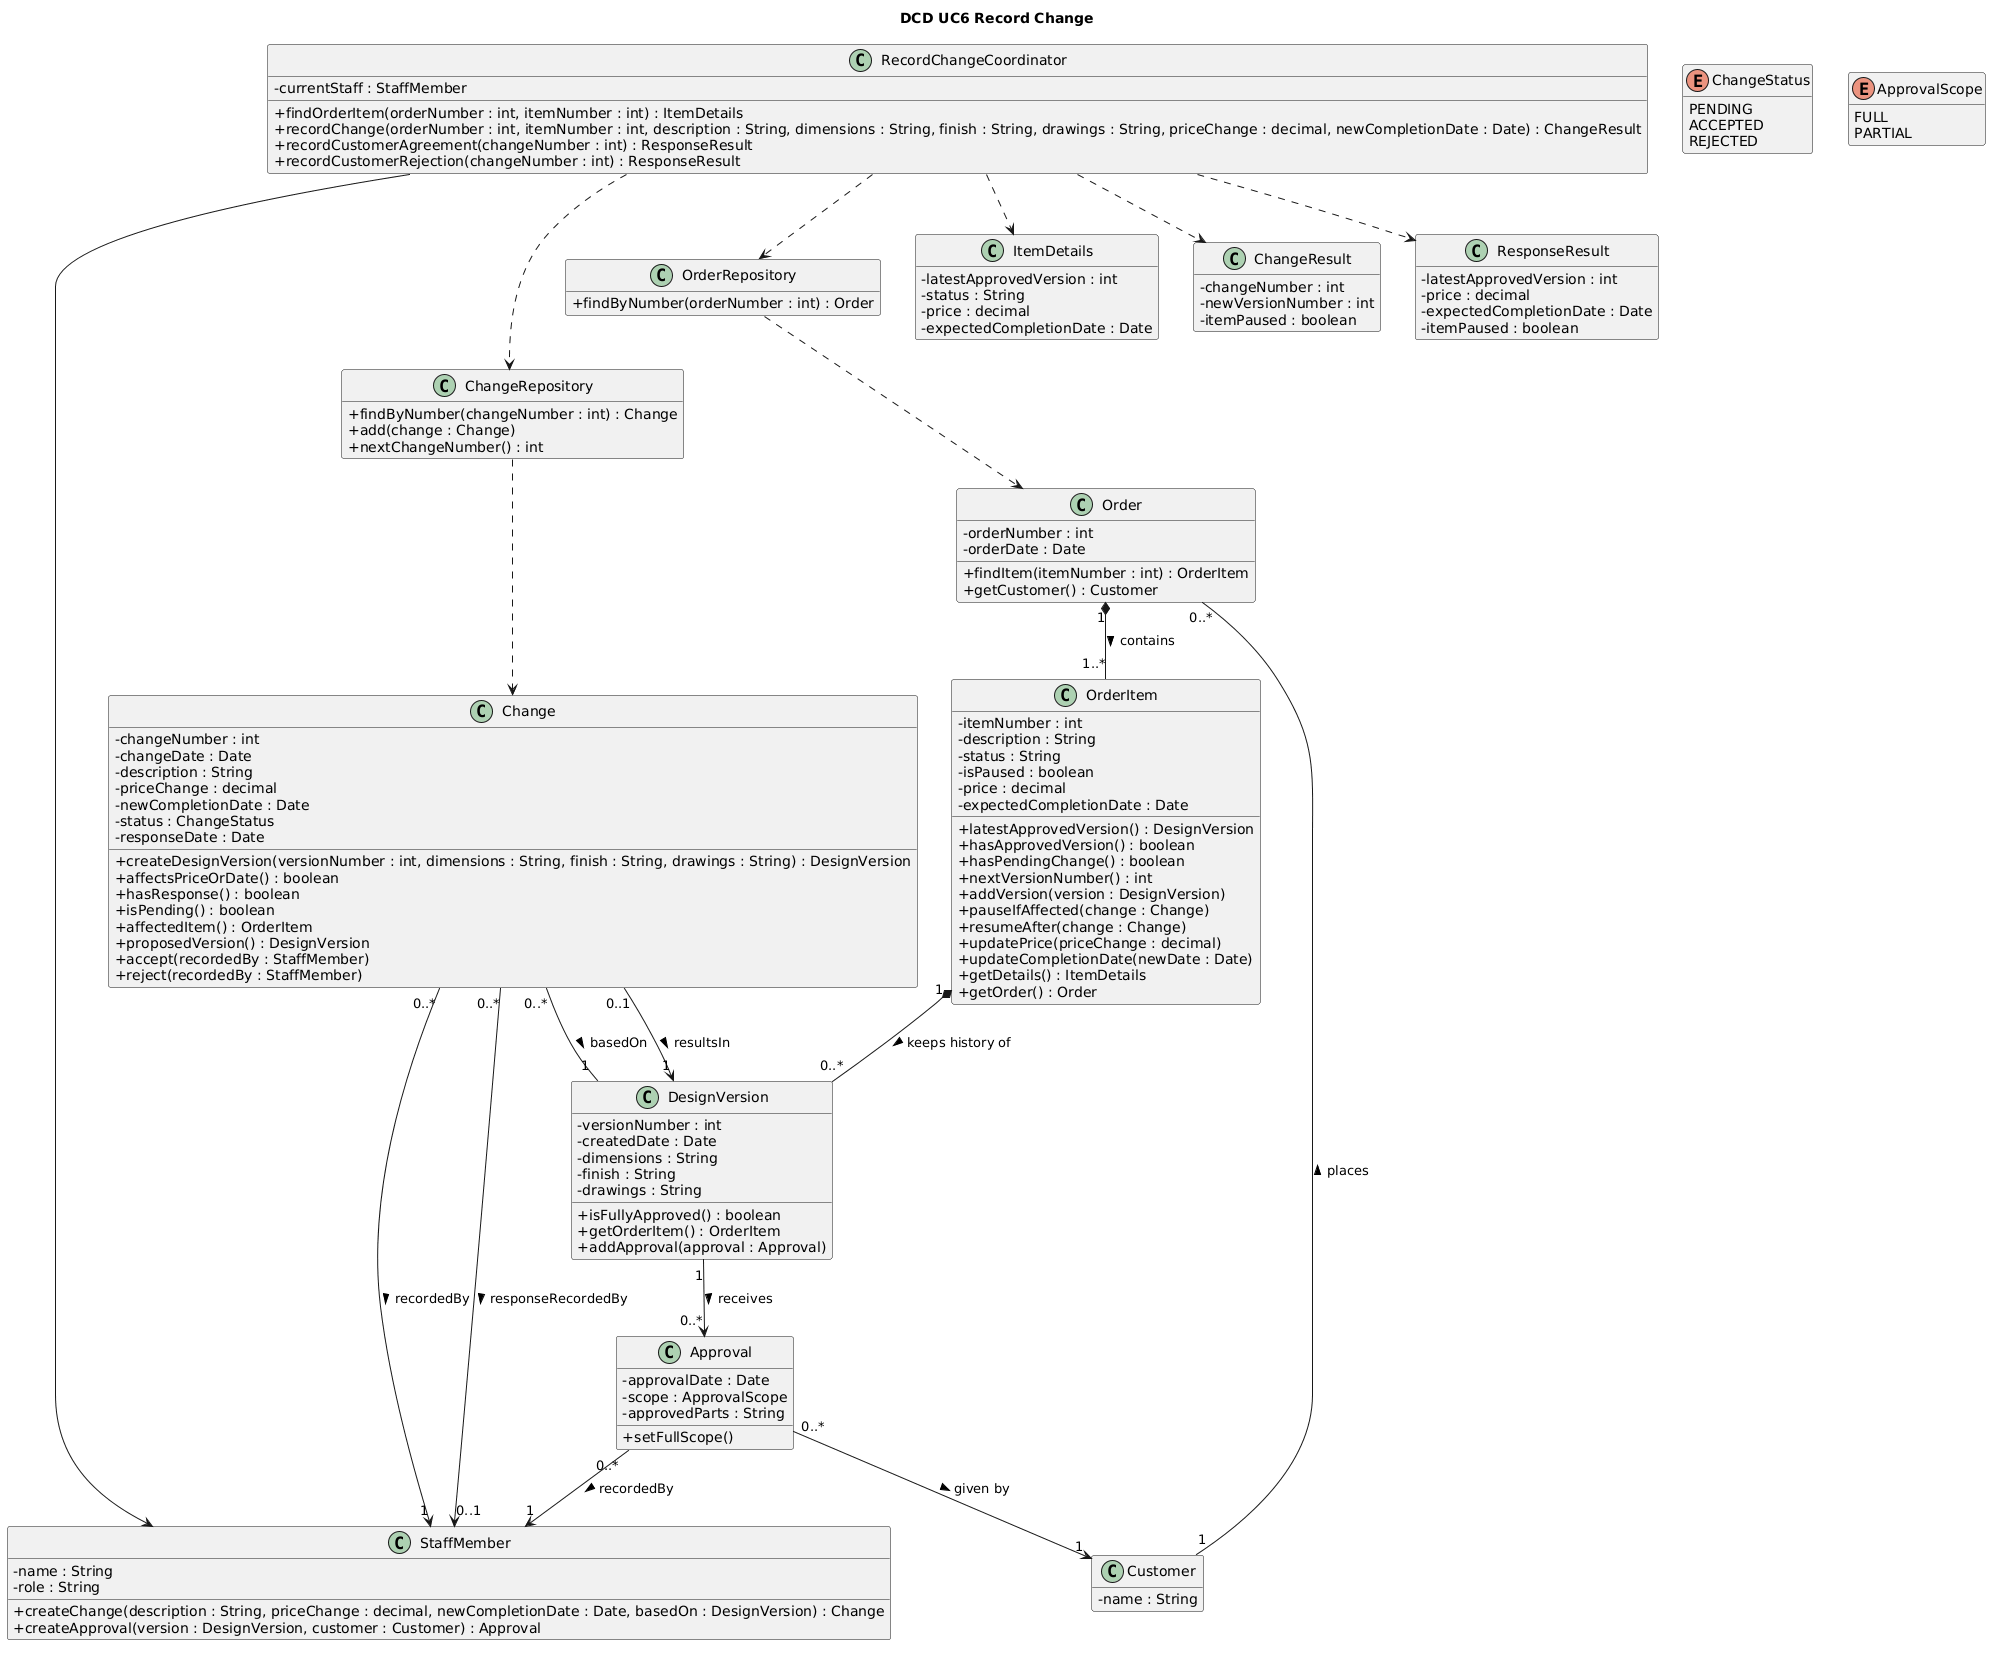 DCD UC6 Record Change
C RecordChangeCoordinator
-currentStaff : StaffMember
+findOrderItem(orderNumber : int, itemNumber : int) : ItemDetails
+recordChange(orderNumber : int, itemNumber : int, description : String, dimensions : String, finish : String, drawings : String, priceChange : decimal, newCompletionDate : Date) : ChangeResult
+recordCustomerAgreement(changeNumber : int) : ResponseResult
+recordCustomerRejection(changeNumber : int) : ResponseResult
E ChangeStatus
PENDING
ACCEPTED
REJECTED
E ApprovalScope
FULL
PARTIAL
C OrderRepository
+findByNumber(orderNumber : int) : Order
C ItemDetails
-latestApprovedVersion : int
-status : String
-price : decimal
-expectedCompletionDate : Date
C ChangeResult
-changeNumber : int
-newVersionNumber : int
-itemPaused : boolean
C ResponseResult
-latestApprovedVersion : int
-price : decimal
-expectedCompletionDate : Date
-itemPaused : boolean
C ChangeRepository
+findByNumber(changeNumber : int) : Change
+add(change : Change)
+nextChangeNumber() : int
C Order
-orderNumber : int
-orderDate : Date
+findItem(itemNumber : int) : OrderItem
+getCustomer() : Customer
1
0..*
contains
1..*
C Change
-changeNumber : int
-changeDate : Date
-description : String
-priceChange : decimal
-newCompletionDate : Date
-status : ChangeStatus
-responseDate : Date
+createDesignVersion(versionNumber : int, dimensions : String, finish : String, drawings : String) : DesignVersion
+affectsPriceOrDate() : boolean
+hasResponse() : boolean
+isPending() : boolean
+affectedItem() : OrderItem
+proposedVersion() : DesignVersion
+accept(recordedBy : StaffMember)
+reject(recordedBy : StaffMember)
C OrderItem
-itemNumber : int
-description : String
-status : String
-isPaused : boolean
-price : decimal
-expectedCompletionDate : Date
+latestApprovedVersion() : DesignVersion
+hasApprovedVersion() : boolean
+hasPendingChange() : boolean
+nextVersionNumber() : int
+addVersion(version : DesignVersion)
+pauseIfAffected(change : Change)
+resumeAfter(change : Change)
+updatePrice(priceChange : decimal)
+updateCompletionDate(newDate : Date)
+getDetails() : ItemDetails
+getOrder() : Order
0..*
0..*
0..*
0..1
1
basedOn
resultsIn
keeps history of
1
1
0..*
C DesignVersion
-versionNumber : int
-createdDate : Date
-dimensions : String
-finish : String
-drawings : String
+isFullyApproved() : boolean
+getOrderItem() : OrderItem
+addApproval(approval : Approval)
places
1
recordedBy
responseRecordedBy
receives
0..*
C Approval
-approvalDate : Date
-scope : ApprovalScope
-approvedParts : String
+setFullScope()
0..*
0..*
recordedBy
given by
1
0..1
1
1
1
C StaffMember
-name : String
-role : String
+createChange(description : String, priceChange : decimal, newCompletionDate : Date, basedOn : DesignVersion) : Change
+createApproval(version : DesignVersion, customer : Customer) : Approval
C Customer
-name : String